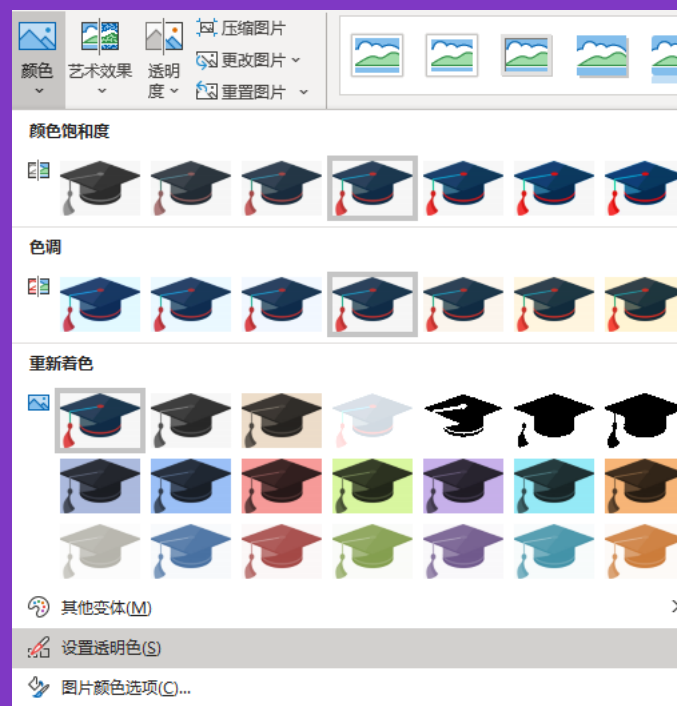 颜色
艺术效果
透明
度
压缩图片
更改图片
重置图片
颜色饱和度
色调
重新着色
其他变体(M)
设置透明色(S)
图片颜色选项(C)...